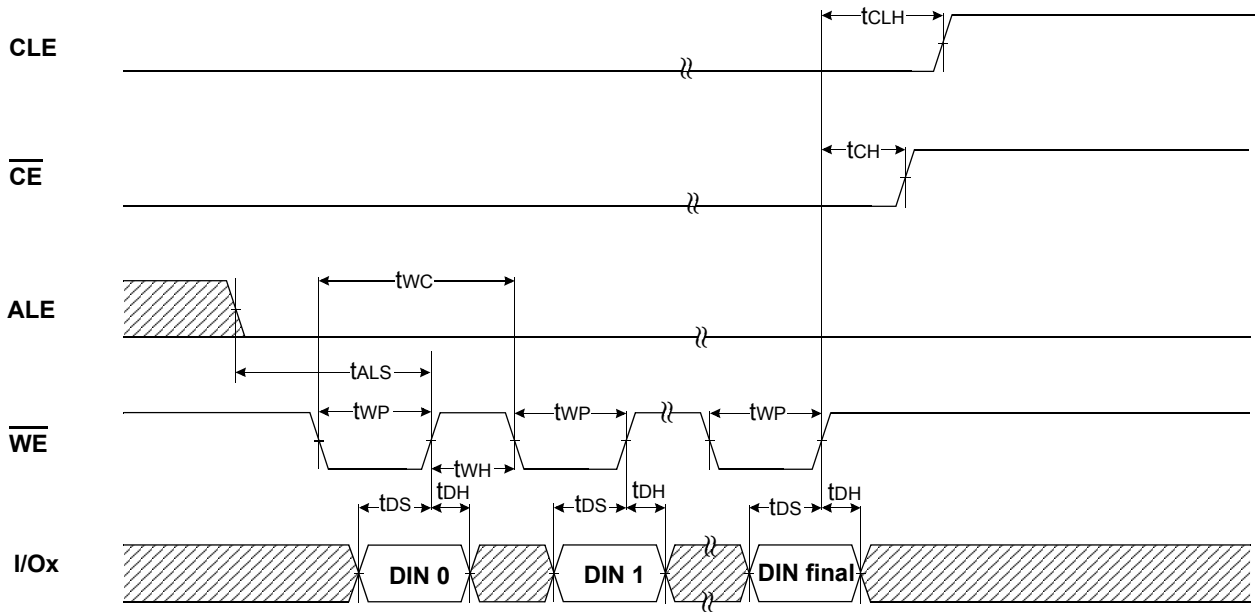 tCLH
CLE
tCH
CE
tWC
ALE
tALS
tWP tWP tWP
WE
tWH
tDS tDH tDS tDH tDS tDH
I/Ox DIN 0 DIN 1 DIN final